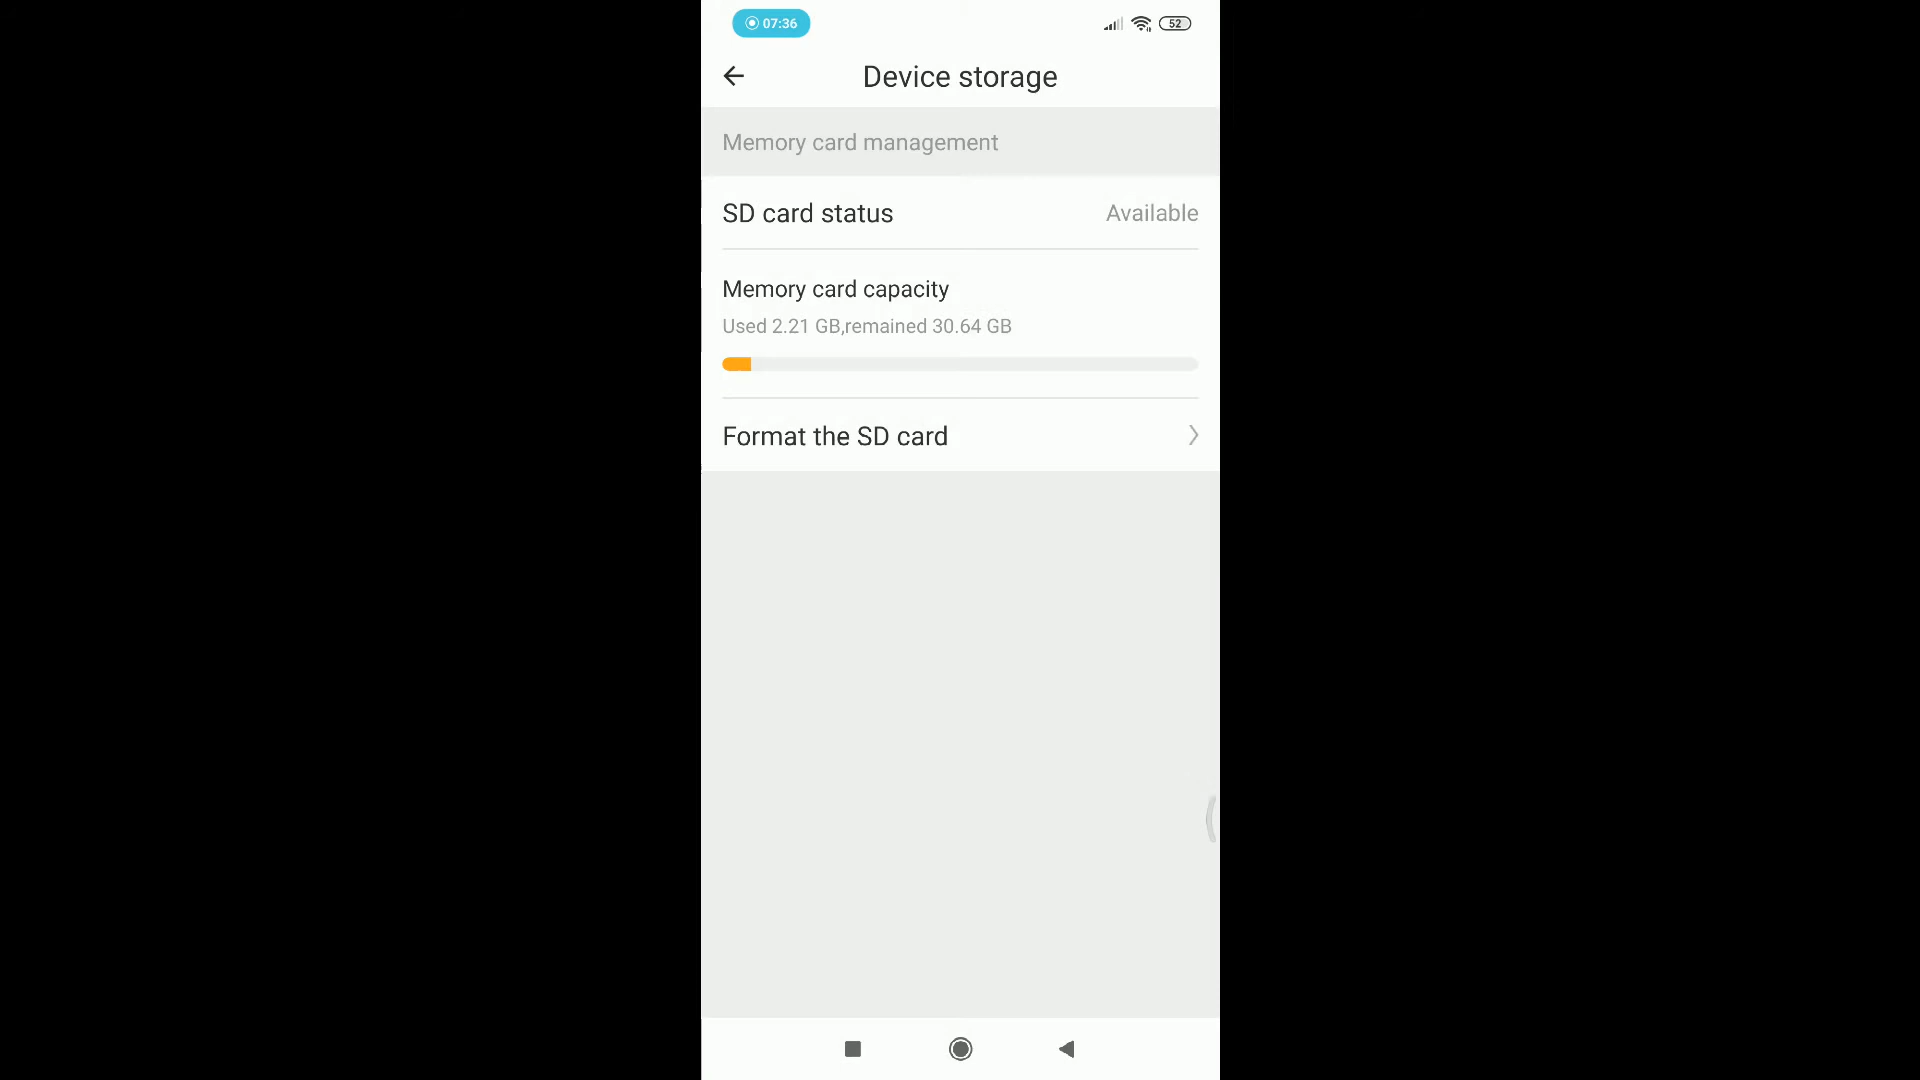 07:36
52
Device storage
Memory card management
SD card status
Available
Memory card capacity
Used 2.21 GB,remained 30.64 GB
Format the SD card